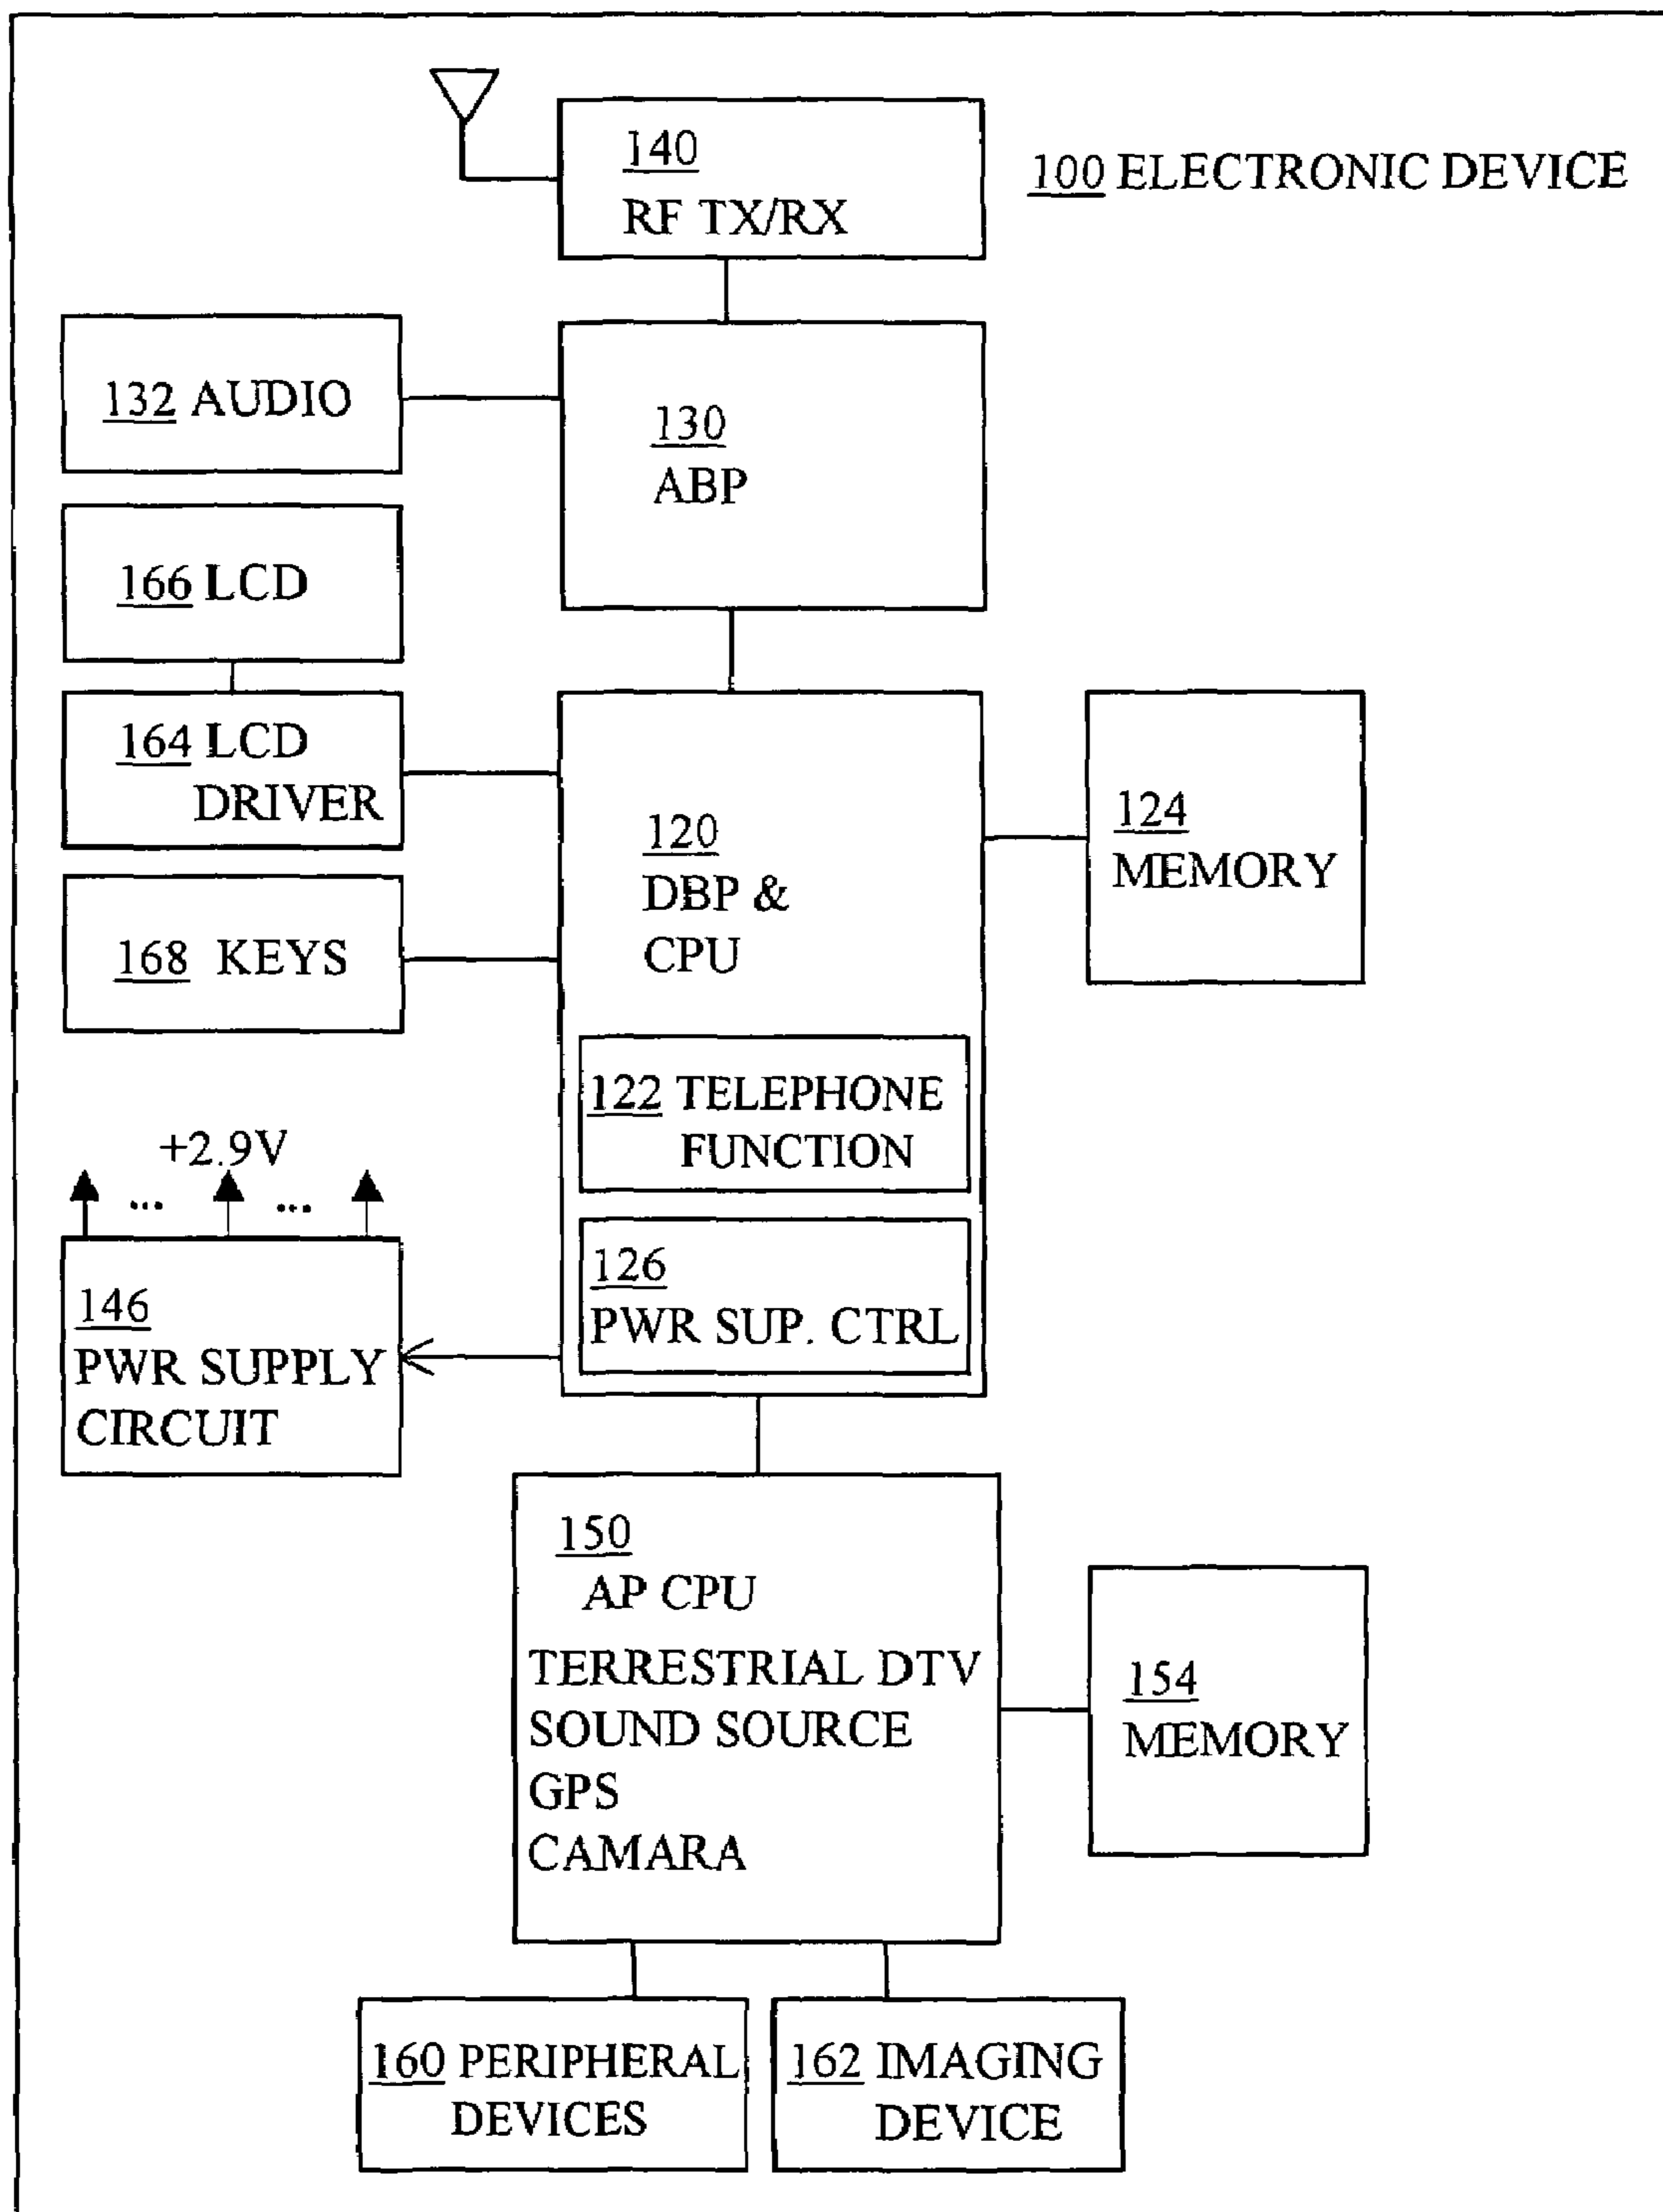 140
RF TX/RX
100 ELECTRONIC DEVICE
132 AUDIO
130
ABP
166 LCD
164 LCD
DRIVER
120
DBP &
CPU
124
MEMORY
168 KEYS
122 TELEPHONE
FUNCTION
+2.9V
... ...
126
PWR SUP. CTRL
146
PWR SUPPLY
CIRCUIT
150
AP CPU
TERRESTRIAL DTV
SOUND SOURCE
GPS
CAMARA
154
MEMORY
160 PERIPHERAL
DEVICES
162 IMAGING
DEVICE